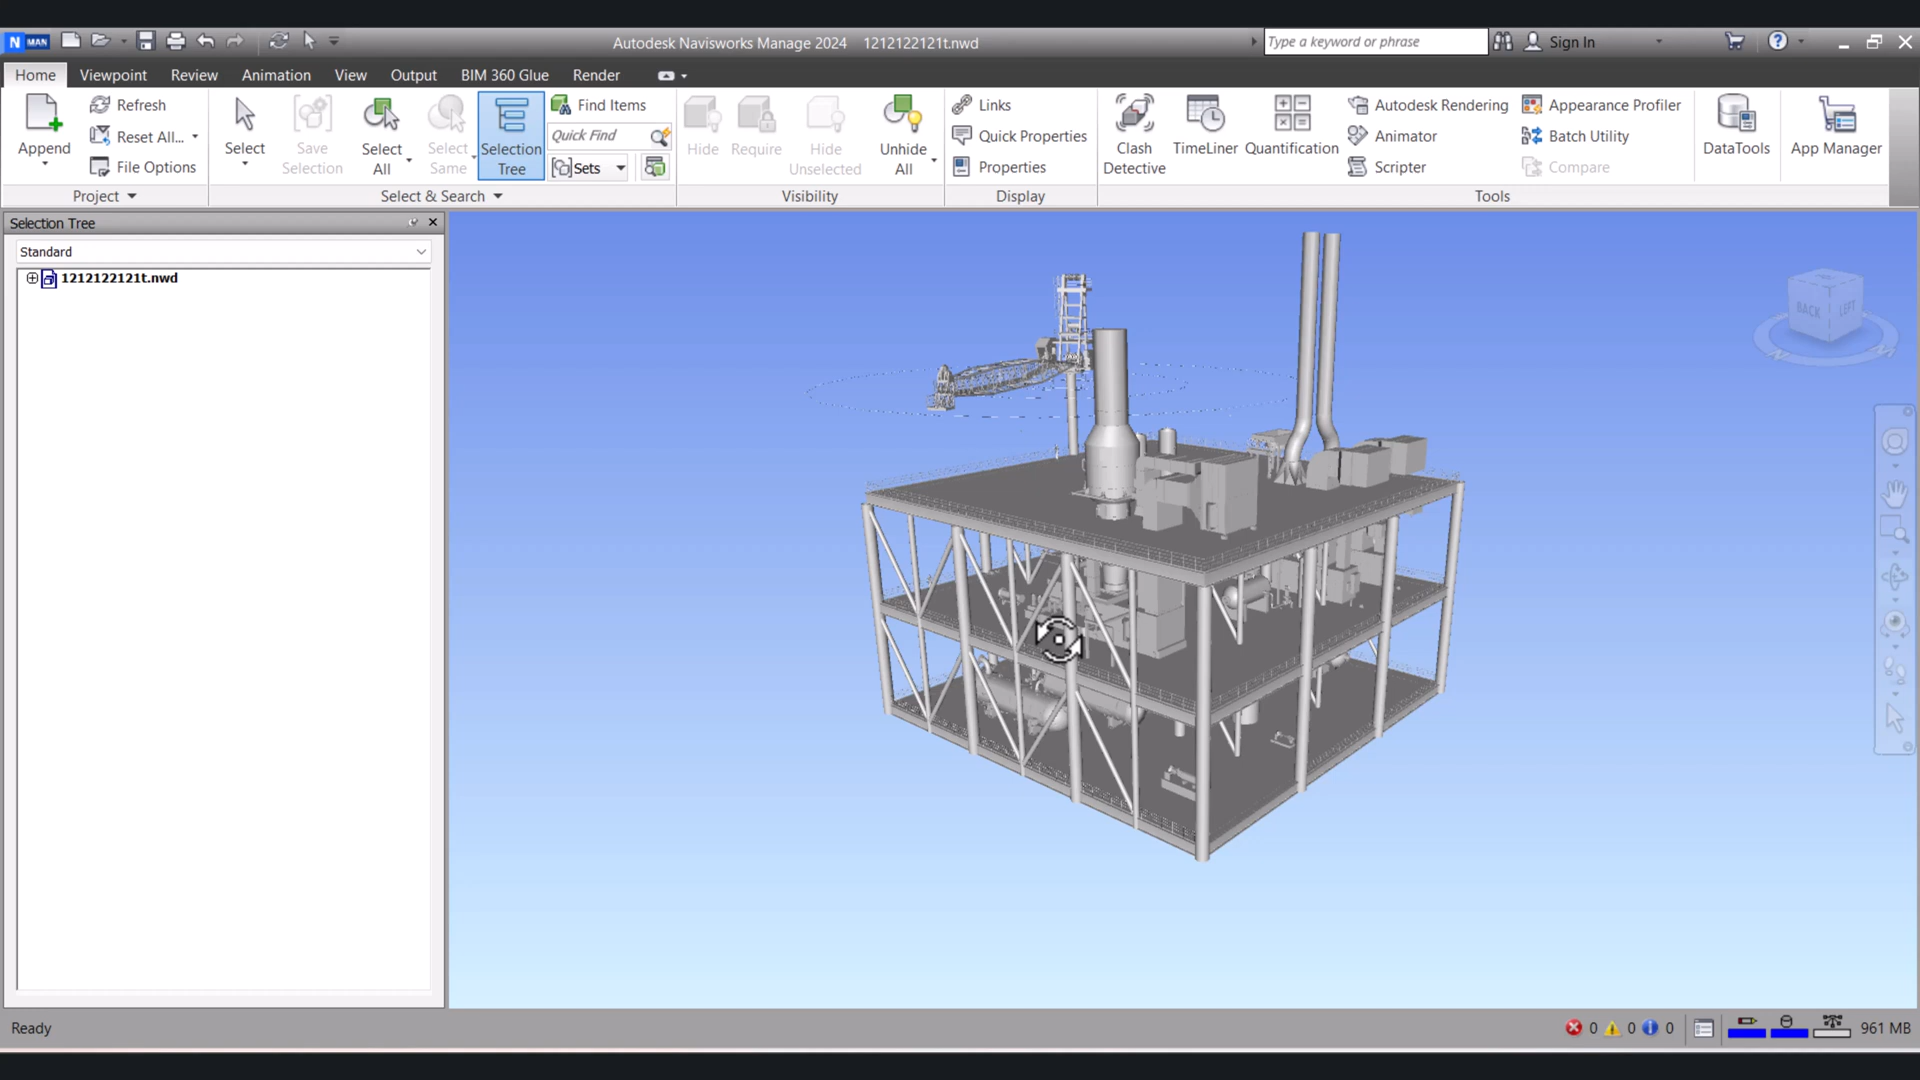 N MAN
Autodesk Navisworks Manage 2024 1212122121t.nwd
Type a keyword or phrase
Sign In
Home Viewpoint Review Animation View Output BIM 360 Glue Render
Append
Refresh
Reset All...
File Options
Project
Select
Save Selection
Select All
Select Same
Selection Tree
Find Items
Quick Find
Sets
Select & Search
Hide
Require
Hide Unselected
Unhide All
Visibility
Links
Quick Properties
Properties
Display
Clash Detective
TimeLiner
Quantification
Autodesk Rendering
Animator
Scripter
Appearance Profiler
Batch Utility
Compare
Tools
DataTools
App Manager
Selection Tree
Standard
1212122121t.nwd
BACK LEFT
Ready
0 0 0
961 MB